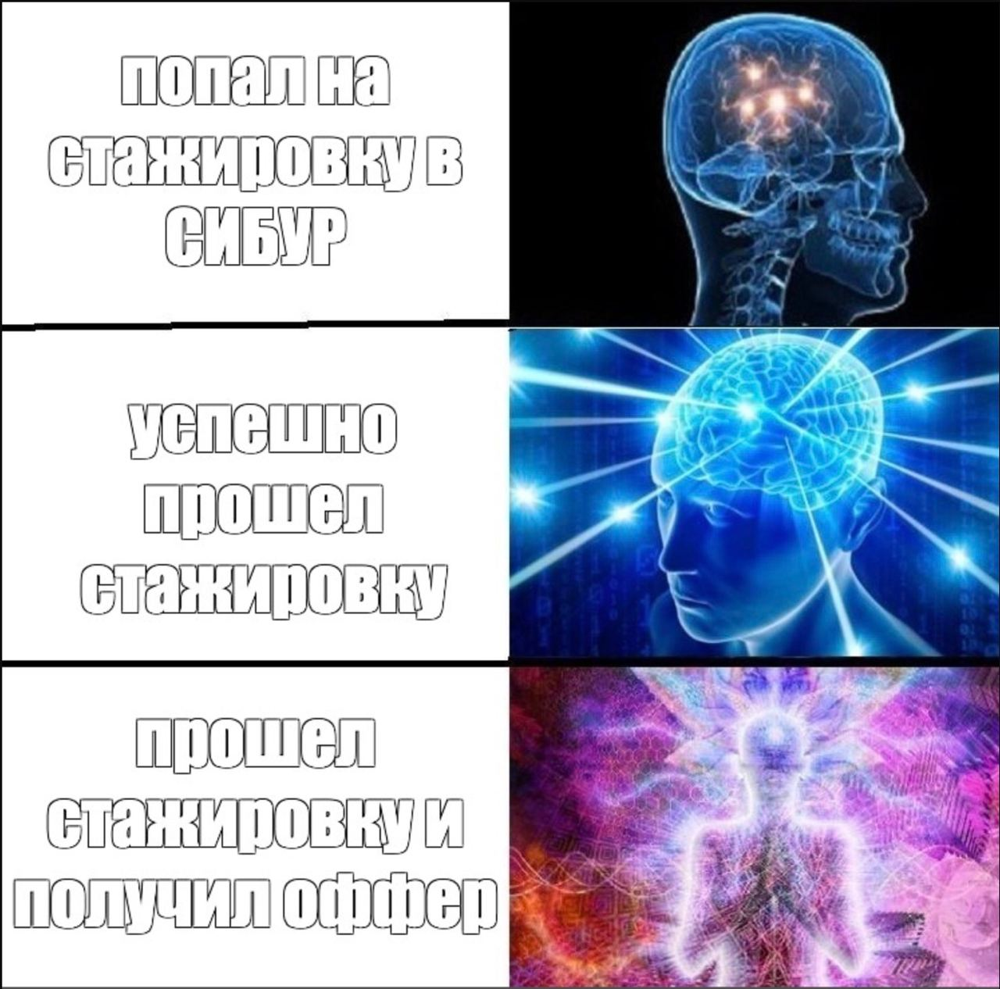 попал на
стажировку в
СИБУР
успешно
прошел
стажировку
прошел
стажировку и
получил оффер